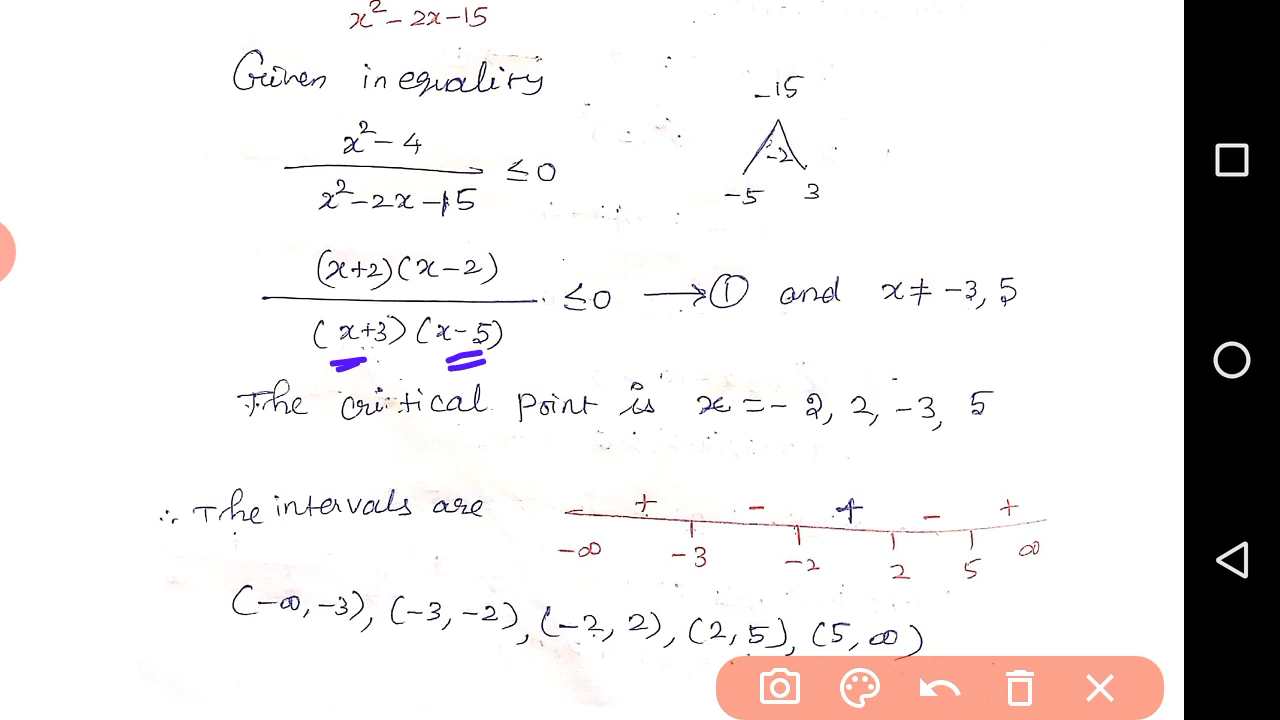 x² - 2x - 15
Given inequality
x² - 4
x² - 2x - 15
≤ 0
-15
-2
-5 3
(x+2)(x-2)
(x+3)(x-5)
≤ 0 → ① and x ≠ -3, 5
The critical point is x = -2, 2, -3, 5
∴ The intervals are
+ - + - +
-∞ -3 -2 2 5 ∞
(-∞, -3), (-3, -2), (-2, 2), (2, 5), (5, ∞)